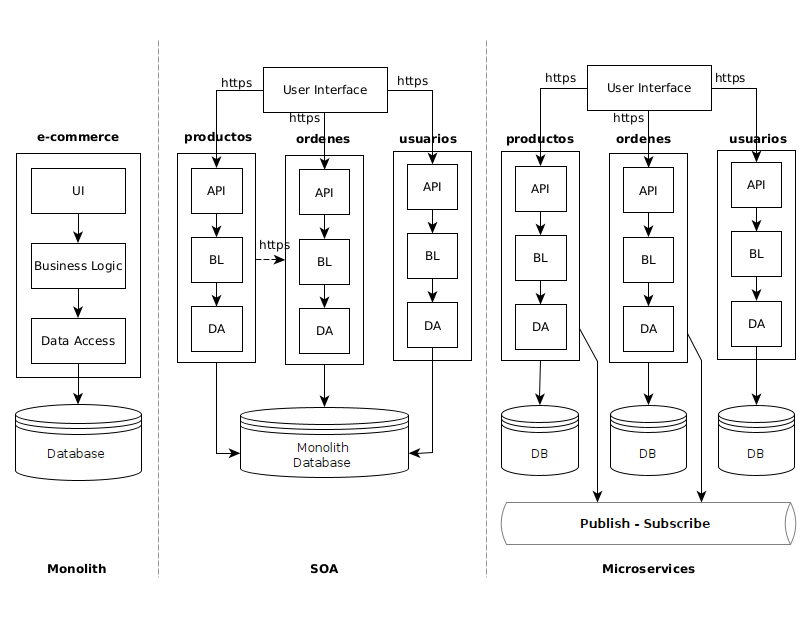 e-commerce
UI
Business Logic
Data Access
Database
Monolith
User Interface
https
https
https
productos
ordenes
usuarios
API
BL
DA
https
API
BL
DA
API
BL
DA
Monolith
Database
SOA
User Interface
https
https
https
productos
ordenes
usuarios
API
BL
DA
API
BL
DA
API
BL
DA
DB
DB
DB
Publish - Subscribe
Microservices